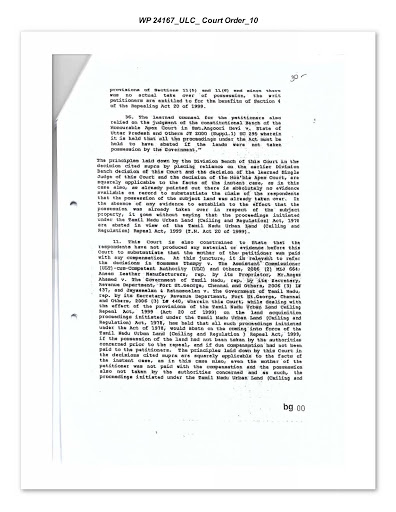 WP 24167_ULC_ Court Order_10
provisions of Sections 11(5) and 11(6) and since there
was no actual take over of possession, the writ
petitioners are entitled to for the benefits of Section 4
of the Repealing Act 20 of 1999.
36. The learned counsel for the petitioners also
relied on the judgment of the constitutional Bench of the
Honourable Apex Court in Smt.Angoori Devi v. State of
Uttar Pradesh and Others JT 2000 (Suppl.1) SC 295 wherein
it is held that all the proceedings under the Act must be
held to have abated if the lands were not taken
possession by the Government."
The principles laid down by the Division Bench of this Court in the
decision cited supra by placing reliance on the earlier Division
Bench decision of this Court and the decision of the learned Single
Judge of this Court and the decision of the Hon'ble Apex Court, are
squarely applicable to the facts of the instant case, as in this
case also, as already pointed out there is absolutely no evidence
available on record to substantiate the claim of the respondents
that the possession of the subject land was already taken over. In
the absence of any evidence to establish to the effect that the
possession was already taken over in respect of the subject
property, it goes without saying that the proceedings initiated
under the Tamil Nadu Urban Land (Ceiling and Regulation) Act, 1978
are abated in view of the Tamil Nadu Urban Land (Ceiling and
Regulation) Repeal Act, 1999 (T.N. Act 20 of 1999).
11. This Court is also constrained to state that the
respondents have not produced any material or evidence before this
Court to substantiate that the mother of the petitioner was paid
with any compensation. At this juncture, it is relevant to refer
the decisions in Sosamma Thampy v. The Assistant Commissioner
(ULT)-cum-Competent Authority (ULC) and Others, 2006 (2) MLJ 664;
Annes Leather Manufacturers, rep. by its Proprietor, Mr.
Ahamed v. The Government of Tamil Nadu, rep. by its Secretary,
Revenue Department, Fort St.George, Chennai and Others, 2006 (3) LW
437, and Jayaseelan & Ratnaseelan v. The Government of Tamil Nadu,
rep. by its Secretary, Revenue Department, Fort St.George, Chennai
and Others, 2006 (3) LW 440, wherein this Court, while dealing with
the effect of the provisions of the Tamil Nadu Urban Land Ceiling
Repeal Act, 1999 (Act 20 of 1999) on the land acquisition
proceedings initiated under the Tamil Nadu Urban Land (Ceiling and
Regulation) Act, 1978, has held that all such proceedings initiated
under the Act of 1978, would abate on the coming into force of the
Tamil Nadu Urban Land (Ceiling and Regulation ) Repeal Act, 1999,
if the possession of the land had not been taken by the authorities
concerned prior to the repeal, and if the compensation had not been
paid to the petitioners. The principles laid down by this Court in
the decisions cited supra are squarely applicable to the facts of
the instant case, as in this case also, even the mother of the
petitioner was not paid with the compensation and the possession
also not taken by the authorities concerned and as such, the
proceedings initiated under the Tamil Nadu Urban Land (Ceiling and
bg 00